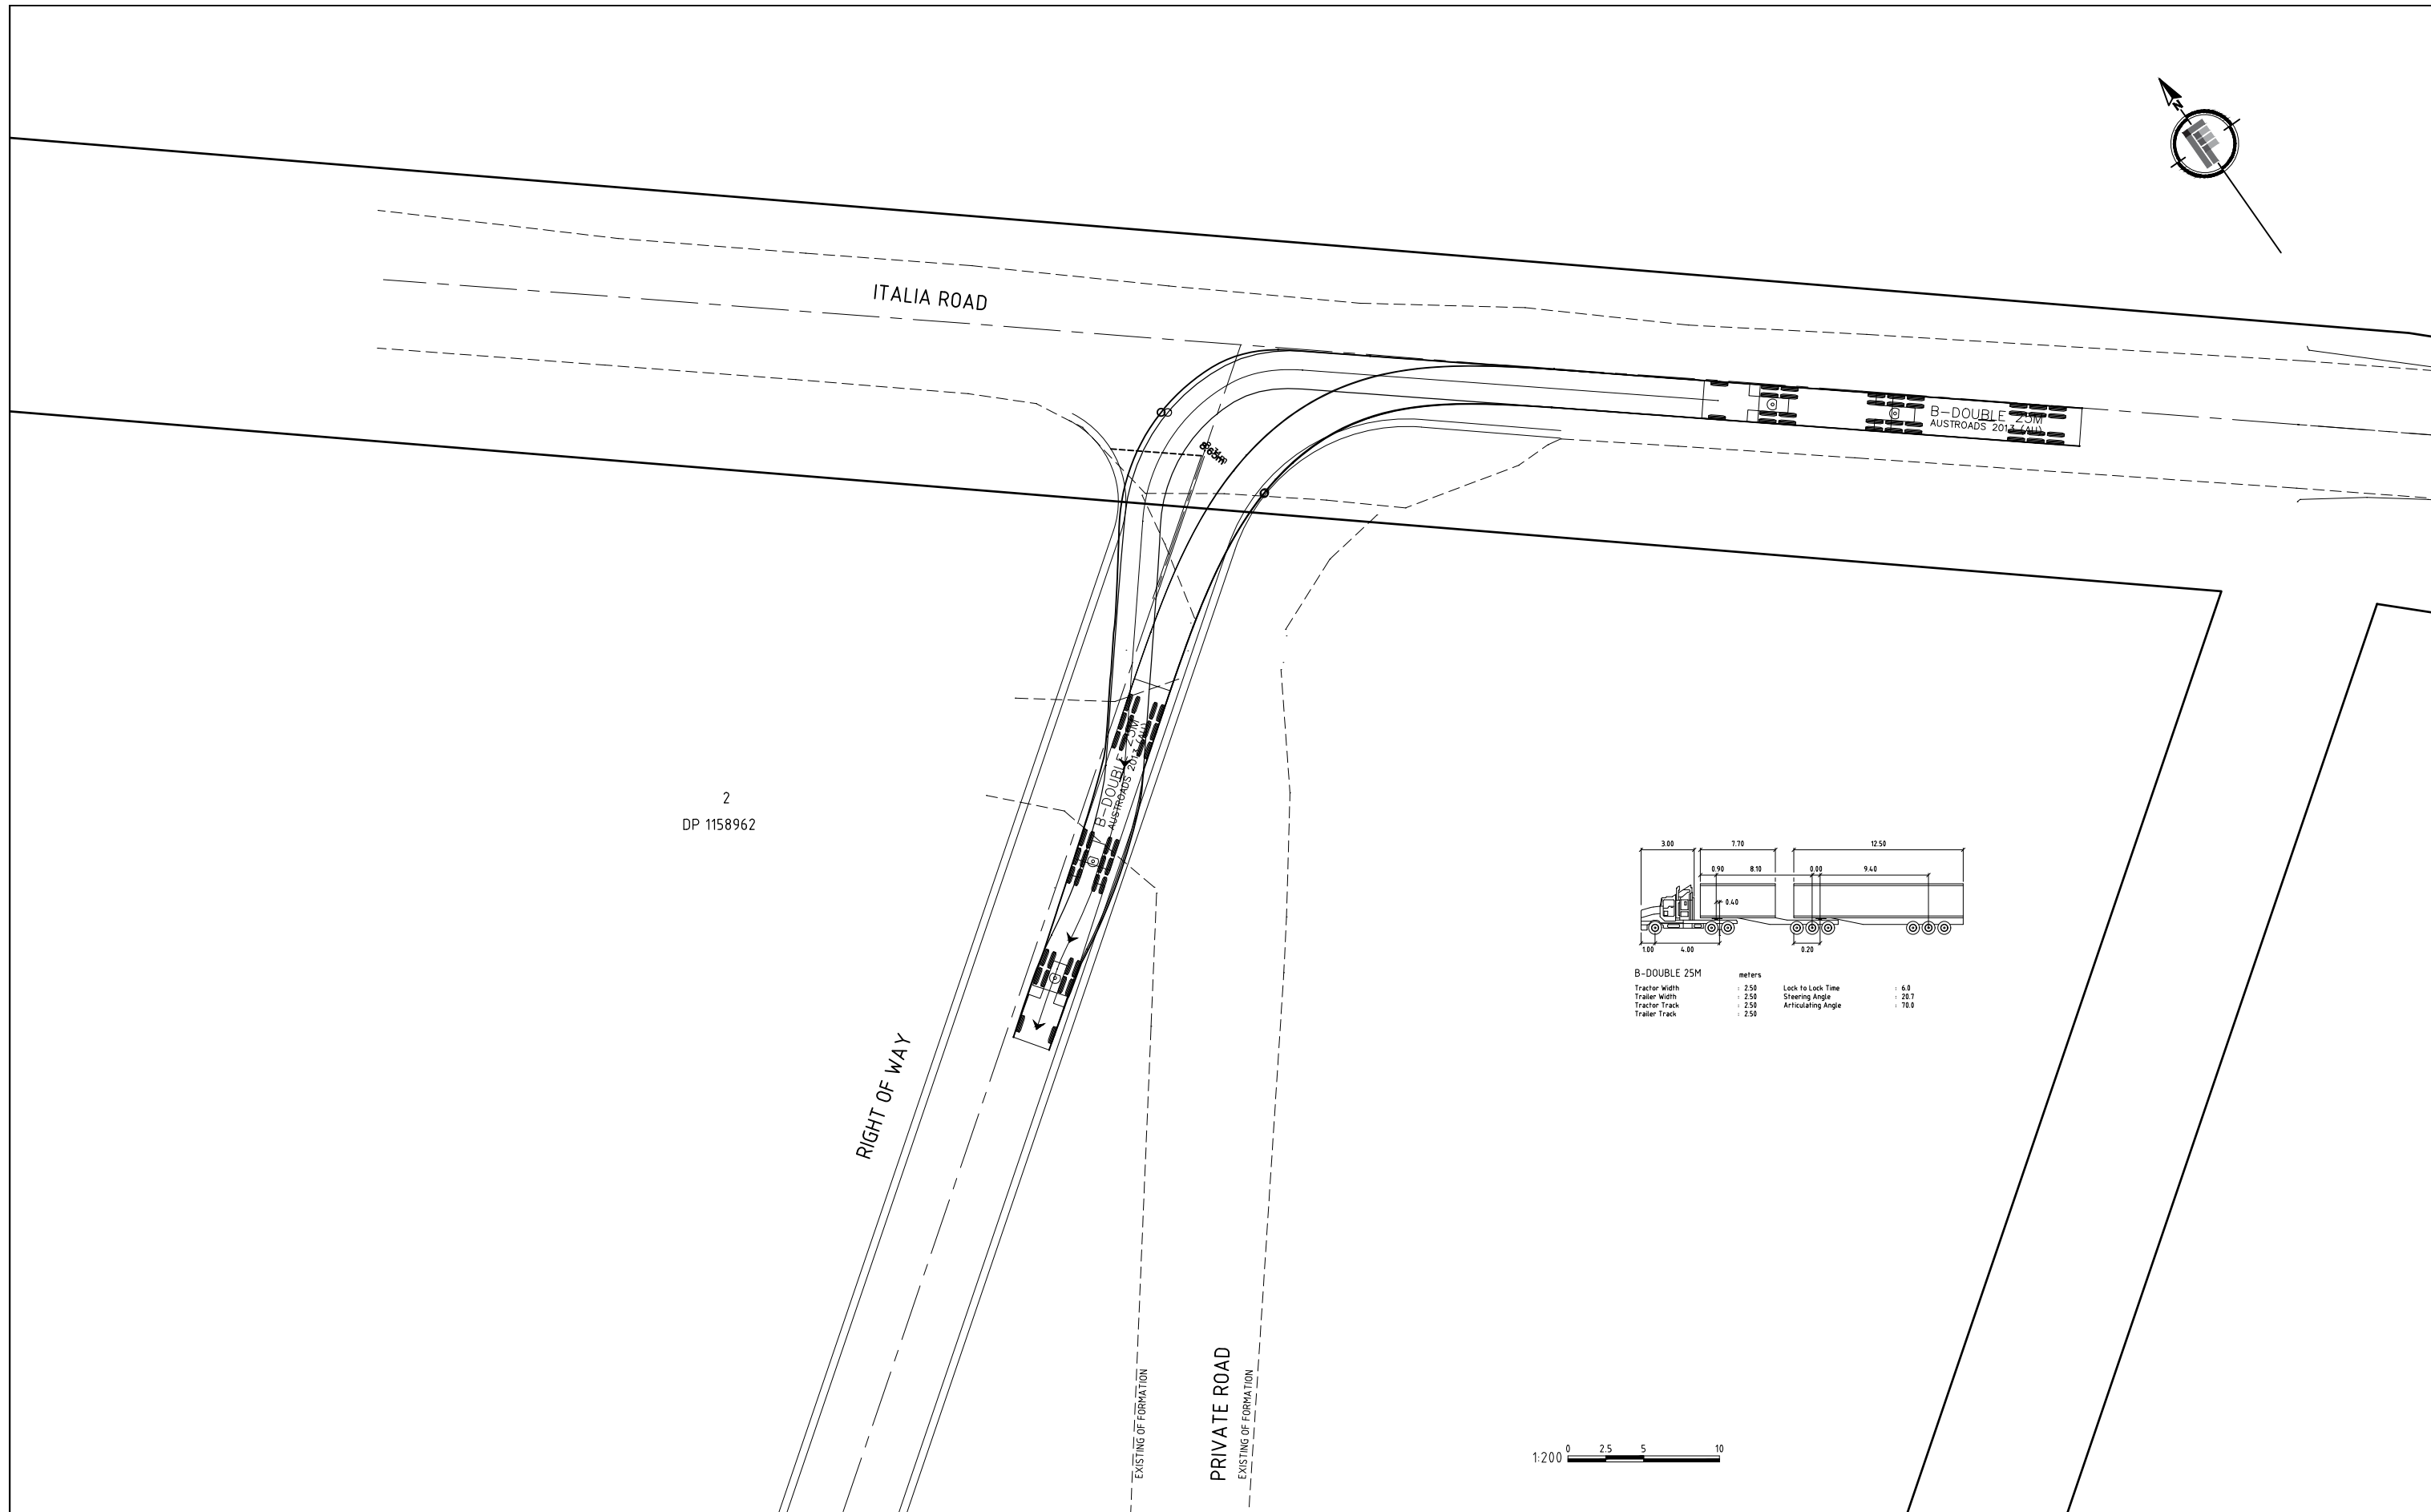 N
ITALIA ROAD
B-DOUBLE 25M
AUSTROADS 2013 (AU)
B-DOUBLE 25M
AUSTROADS 2013 (AU)
2
DP 1158962
3.00 7.70 12.50
0.90 8.10 0.00 9.40
0.40
1.00 4.00 0.20
B-DOUBLE 25M meters
Tractor Width : 2.50 Lock to Lock Time : 6.0
Trailer Width : 2.50 Steering Angle : 20.7
Tractor Track : 2.50 Articulating Angle : 70.0
Trailer Track : 2.50
RIGHT OF WAY
EXISTING OF FORMATION
PRIVATE ROAD
EXISTING OF FORMATION
1:200 0 2.5 5 10